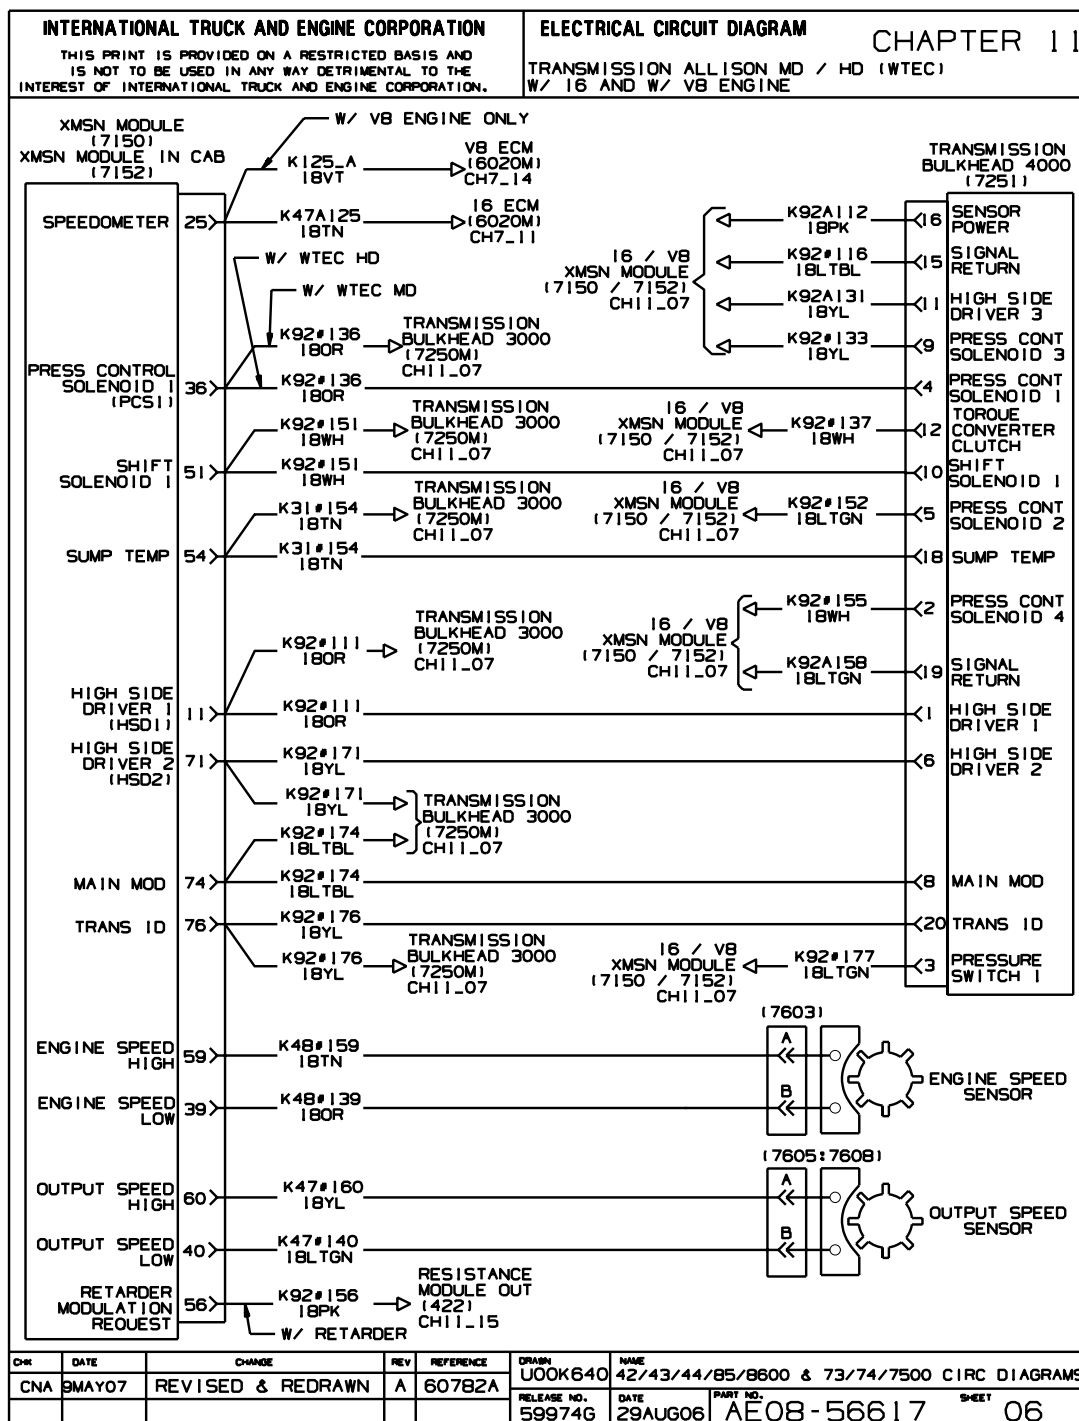 INTERNATIONAL TRUCK AND ENGINE CORPORATION
THIS PRINT IS PROVIDED ON A RESTRICTED BASIS AND
IS NOT TO BE USED IN ANY WAY DETRIMENTAL TO THE
INTEREST OF INTERNATIONAL TRUCK AND ENGINE CORPORATION.
ELECTRICAL CIRCUIT DIAGRAM
CHAPTER 11
TRANSMISSION ALLISON MD / HD (WTEC)
W/ I6 AND W/ V8 ENGINE
XMSN MODULE
(7150)
XMSN MODULE IN CAB
(7152)
W/ V8 ENGINE ONLY
SPEEDOMETER 25
K125_A
18VT
V8 ECM
(6020M)
CH7_14
K47A125
18TN
I6 ECM
(6020M)
CH7_11
W/ WTEC HD
W/ WTEC MD
PRESS CONTROL
SOLENOID 1
(PCS1)
36
K92#136
18OR
TRANSMISSION
BULKHEAD 3000
(7250M)
CH11_07
K92#136
18OR
SHIFT
SOLENOID 1
51
K92#151
18WH
TRANSMISSION
BULKHEAD 3000
(7250M)
CH11_07
K92#151
18WH
SUMP TEMP 54
K31#154
18TN
TRANSMISSION
BULKHEAD 3000
(7250M)
CH11_07
K31#154
18TN
HIGH SIDE
DRIVER 1
(HSD1)
11
K92#111
18OR
TRANSMISSION
BULKHEAD 3000
(7250M)
CH11_07
K92#111
18OR
HIGH SIDE
DRIVER 2
(HSD2)
71
K92#171
18YL
K92#171
18YL
K92#174
18LTBL
TRANSMISSION
BULKHEAD 3000
(7250M)
CH11_07
MAIN MOD 74
K92#174
18LTBL
TRANS ID 76
K92#176
18YL
K92#176
18YL
TRANSMISSION
BULKHEAD 3000
(7250M)
CH11_07
ENGINE SPEED
HIGH
59
K48#159
18TN
ENGINE SPEED
LOW
39
K48#139
18OR
OUTPUT SPEED
HIGH
60
K47#160
18YL
OUTPUT SPEED
LOW
40
K47#140
18LTGN
RETARDER
MODULATION
REQUEST
56
K92#156
18PK
RESISTANCE
MODULE OUT
(422)
CH11_15
W/ RETARDER
TRANSMISSION
BULKHEAD 4000
(7251)
I6 / V8
XMSN MODULE
(7150 / 7152)
CH11_07
K92A112
18PK
16
SENSOR
POWER
K92#116
18LTBL
15
SIGNAL
RETURN
K92A131
18YL
11
HIGH SIDE
DRIVER 3
K92#133
18YL
9
PRESS CONT
SOLENOID 3
4
PRESS CONT
SOLENOID 1
I6 / V8
XMSN MODULE
(7150 / 7152)
CH11_07
K92#137
18WH
12
TORQUE
CONVERTER
CLUTCH
10
SHIFT
SOLENOID 1
I6 / V8
XMSN MODULE
(7150 / 7152)
CH11_07
K92#152
18LTGN
5
PRESS CONT
SOLENOID 2
18 SUMP TEMP
I6 / V8
XMSN MODULE
(7150 / 7152)
CH11_07
K92#155
18WH
2
PRESS CONT
SOLENOID 4
K92A158
18LTGN
19
SIGNAL
RETURN
1
HIGH SIDE
DRIVER 1
6
HIGH SIDE
DRIVER 2
8 MAIN MOD
20 TRANS ID
I6 / V8
XMSN MODULE
(7150 / 7152)
CH11_07
K92#177
18LTGN
3
PRESSURE
SWITCH 1
(7603)
A
B
ENGINE SPEED
SENSOR
(7605:7608)
A
B
OUTPUT SPEED
SENSOR
CHK DATE CHANGE REV REFERENCE
CNA 9MAY07 REVISED & REDRAWN A 60782A
DRAWN
U00K640
NAME
42/43/44/85/8600 & 73/74/7500 CIRC DIAGRAMS
RELEASE NO.
59974G
DATE
29AUG06
PART NO.
AE08-56617
SHEET
06